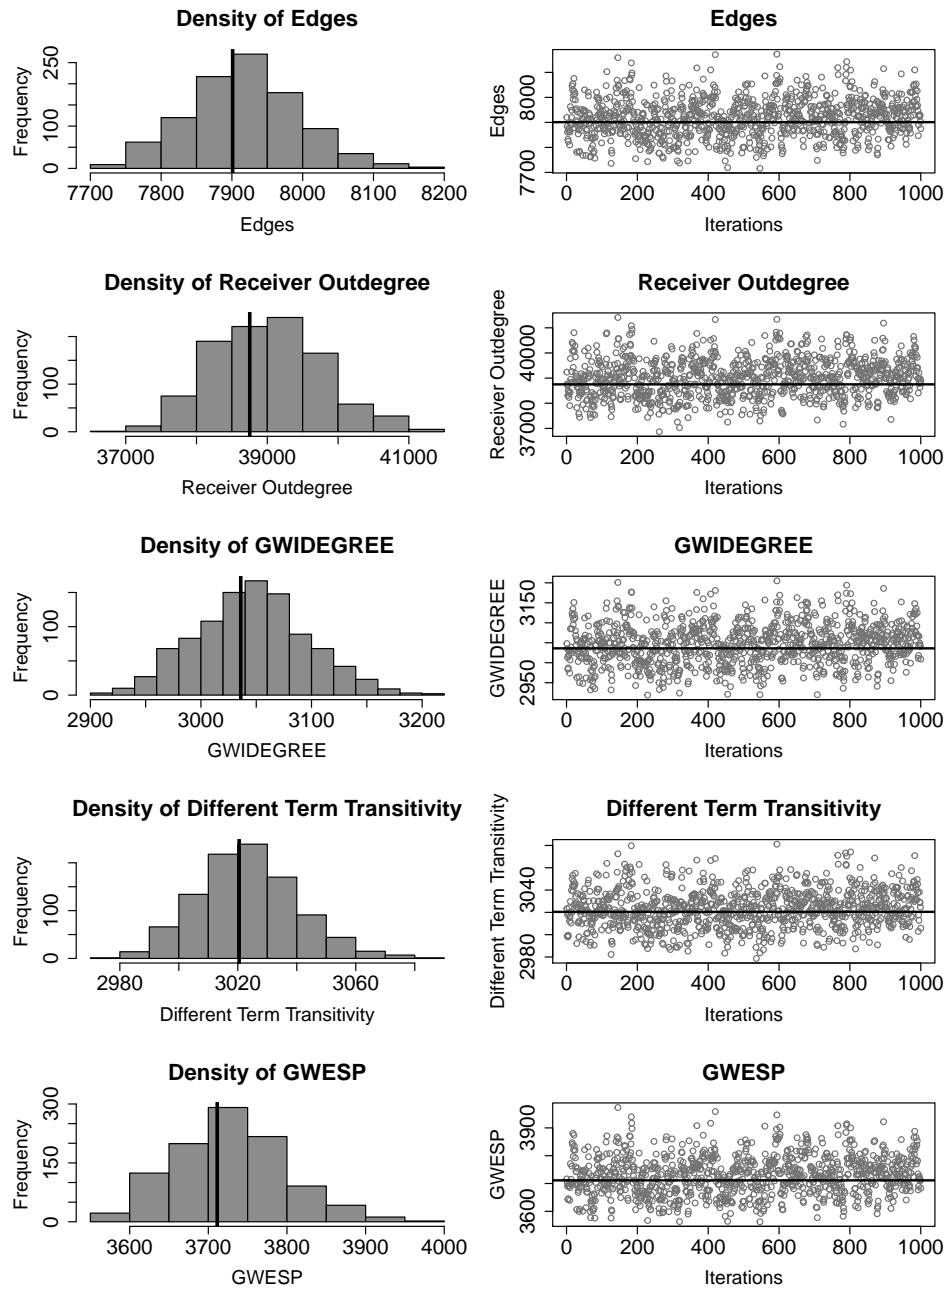 Density of Edges
Frequency
0 100 250
7700 7800 7900 8000 8100 8200
Edges
Edges
Edges
7700 8000
0 200 400 600 800 1000
Iterations
Density of Receiver Outdegree
Frequency
0 100
37000 39000 41000
Receiver Outdegree
Receiver Outdegree
Receiver Outdegree
37000 40000
0 200 400 600 800 1000
Iterations
Density of GWIDEGREE
Frequency
0 100
2900 3000 3100 3200
GWIDEGREE
GWIDEGREE
GWIDEGREE
2950 3150
0 200 400 600 800 1000
Iterations
Density of Different Term Transitivity
Frequency
0 100
2980 3020 3060
Different Term Transitivity
Different Term Transitivity
Different Term Transitivity
2980 3040
0 200 400 600 800 1000
Iterations
Density of GWESP
Frequency
0 150 300
3600 3700 3800 3900 4000
GWESP
GWESP
GWESP
3600 3900
0 200 400 600 800 1000
Iterations